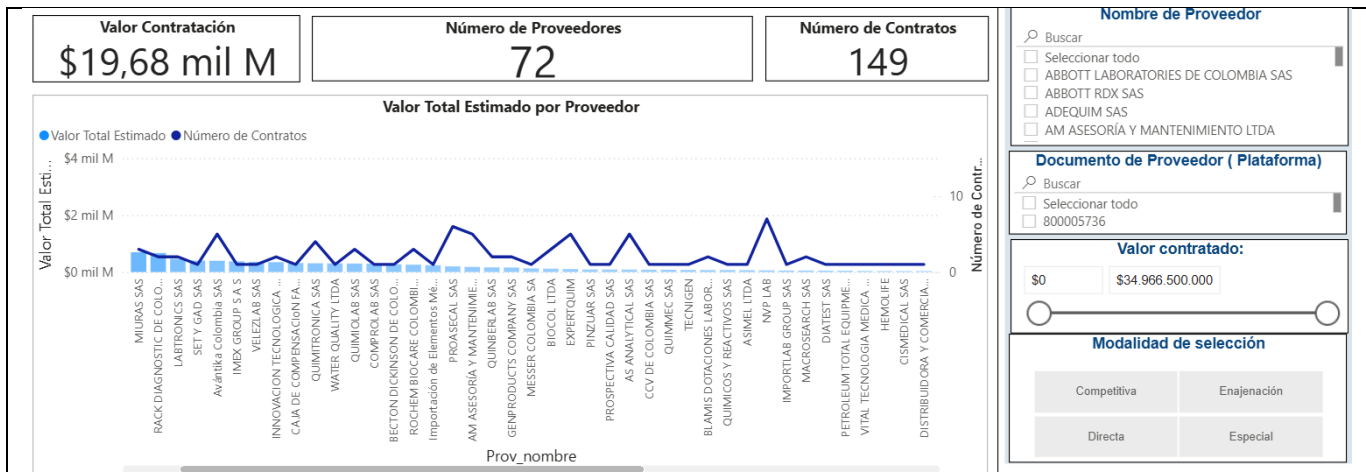 Valor Contratación
$19,68 mil M
Número de Proveedores
72
Número de Contratos
149
Valor Total Estimado por Proveedor
Valor Total Estimado
Número de Contratos
Valor Total Esti...
$4 mil M
$2 mil M
$0 mil M
10
0
Número de Contr...
MIURAS SAS
RACK DIAGNOSTIC DE COLO...
LABTRONICS SAS
SET Y GAD SAS
Avántika Colombia SAS
IMEX GROUP S A S
VELEZLAB SAS
INNOVACION TECNOLOGICA ...
CAJA DE COMPENSACIoN FA...
QUIMITRONICA SAS
WATER QUALITY LTDA
QUIMIOLAB SAS
COMPROLAB SAS
BECTON DICKINSON DE COLO...
ROCHEM BIOCARE COLOMBI...
Importación de Elementos Mé...
PROASECAL SAS
AM ASESORÍA Y MANTENIMIE...
QUINBERLAB SAS
GENPRODUCTS COMPANY SAS
MESSER COLOMBIA SA
BIOCOL LTDA
EXPERTQUIM
PINZUAR SAS
PROSPECTIVA CALIDAD SAS
AS ANALYTICAL SAS
CCV DE COLOMBIA SAS
QUIMMEC SAS
TECNIGEN
BLAMIS DOTACIONES LABOR...
QUIMICOS Y REACTIVOS SAS
ASIMEL LTDA
NVP LAB
IMPORTLAB GROUP SAS
MACROSEARCH SAS
DIATEST SAS
PETROLEUM TOTAL EQUIPME...
VITAL TECNOLOGIA MEDICA ...
HEMOLIFE
CISMEDICAL SAS
DISTRIBUIDORA Y COMERCIA...
Prov_nombre
Nombre de Proveedor
Buscar
Seleccionar todo
ABBOTT LABORATORIES DE COLOMBIA SAS
ABBOTT RDX SAS
ADEQUIM SAS
AM ASESORÍA Y MANTENIMIENTO LTDA
Documento de Proveedor ( Plataforma)
Buscar
Seleccionar todo
800005736
Valor contratado:
$0
$34.966.500.000
Modalidad de selección
Competitiva
Enajenación
Directa
Especial